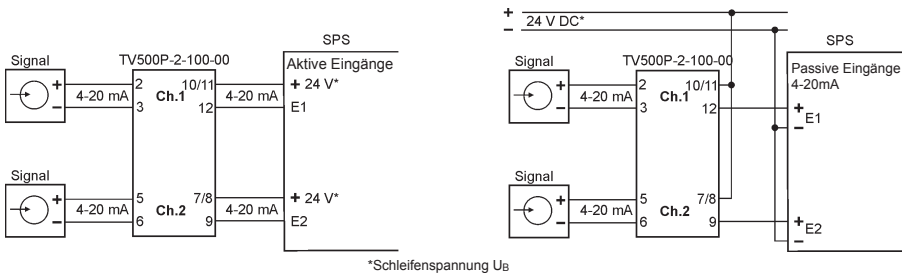 SPS
Signal
TV500P-2-100-00
Aktive Eingänge
+ 2 10/11 + 24 V*
4-20 mA Ch.1 4-20 mA
− 3 12 E1
Signal
+ 5 7/8 + 24 V*
4-20 mA Ch.2 4-20 mA
− 6 9 E2
+
24 V DC*
−
SPS
Signal
TV500P-2-100-00
Passive Eingänge
4-20mA
+ 2 10/11
4-20 mA Ch.1
− 3 12 +
E1
−
Signal
+ 5 7/8
4-20 mA Ch.2
− 6 9 +
E2
−
*Schleifenspannung UB